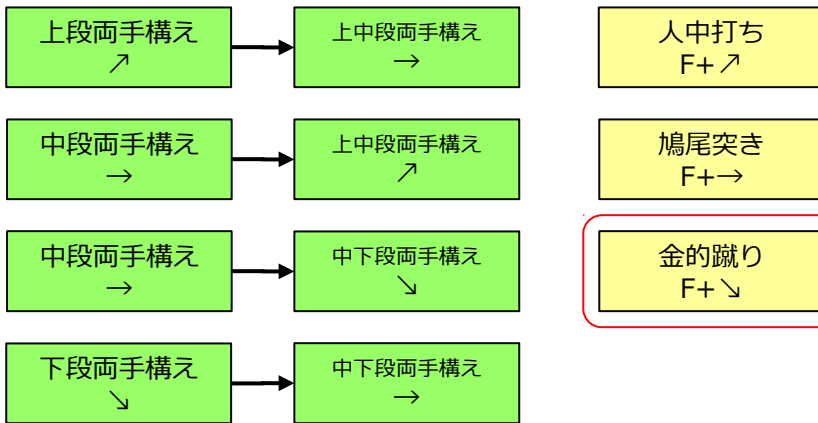 上段両手構え
↗
上中段両手構え
→
人中打ち
F+↗
中段両手構え
→
上中段両手構え
↗
鳩尾突き
F+→
中段両手構え
→
中下段両手構え
↘
金的蹴り
F+↘
下段両手構え
↘
中下段両手構え
→